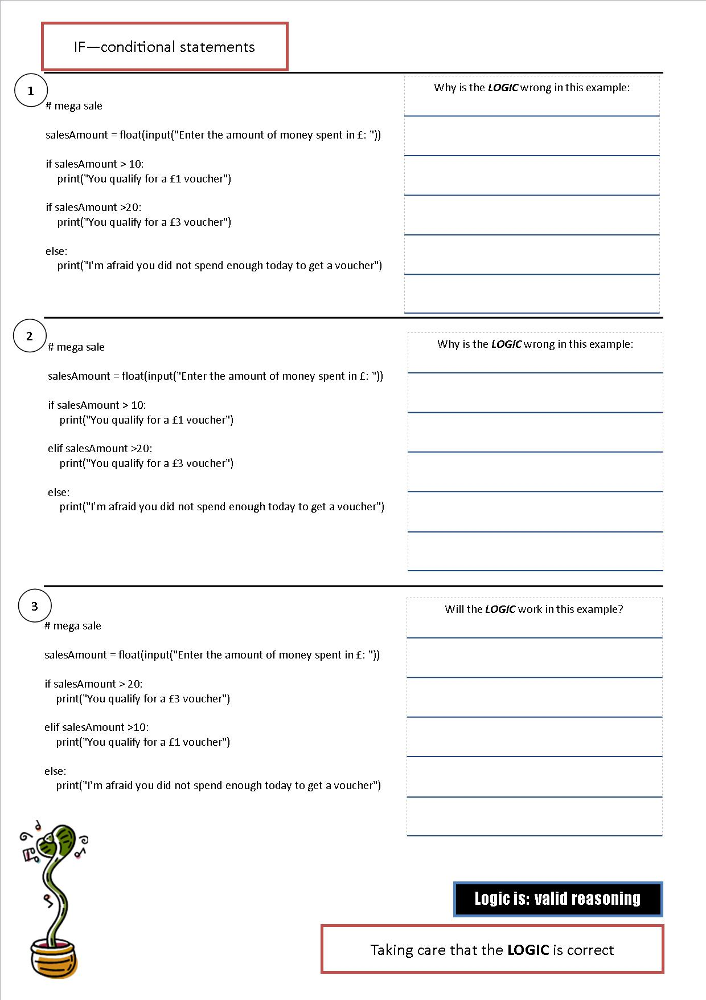 IF—conditional statements
1
# mega sale
salesAmount = float(input("Enter the amount of money spent in £: "))
if salesAmount > 10:
print("You qualify for a £1 voucher")
if salesAmount >20:
print("You qualify for a £3 voucher")
else:
print("I'm afraid you did not spend enough today to get a voucher")
Why is the LOGIC wrong in this example:
2
# mega sale
salesAmount = float(input("Enter the amount of money spent in £: "))
if salesAmount > 10:
print("You qualify for a £1 voucher")
elif salesAmount >20:
print("You qualify for a £3 voucher")
else:
print("I'm afraid you did not spend enough today to get a voucher")
Why is the LOGIC wrong in this example:
3
# mega sale
salesAmount = float(input("Enter the amount of money spent in £: "))
if salesAmount > 20:
print("You qualify for a £3 voucher")
elif salesAmount >10:
print("You qualify for a £1 voucher")
else:
print("I'm afraid you did not spend enough today to get a voucher")
Will the LOGIC work in this example?
Logic is: valid reasoning
Taking care that the LOGIC is correct